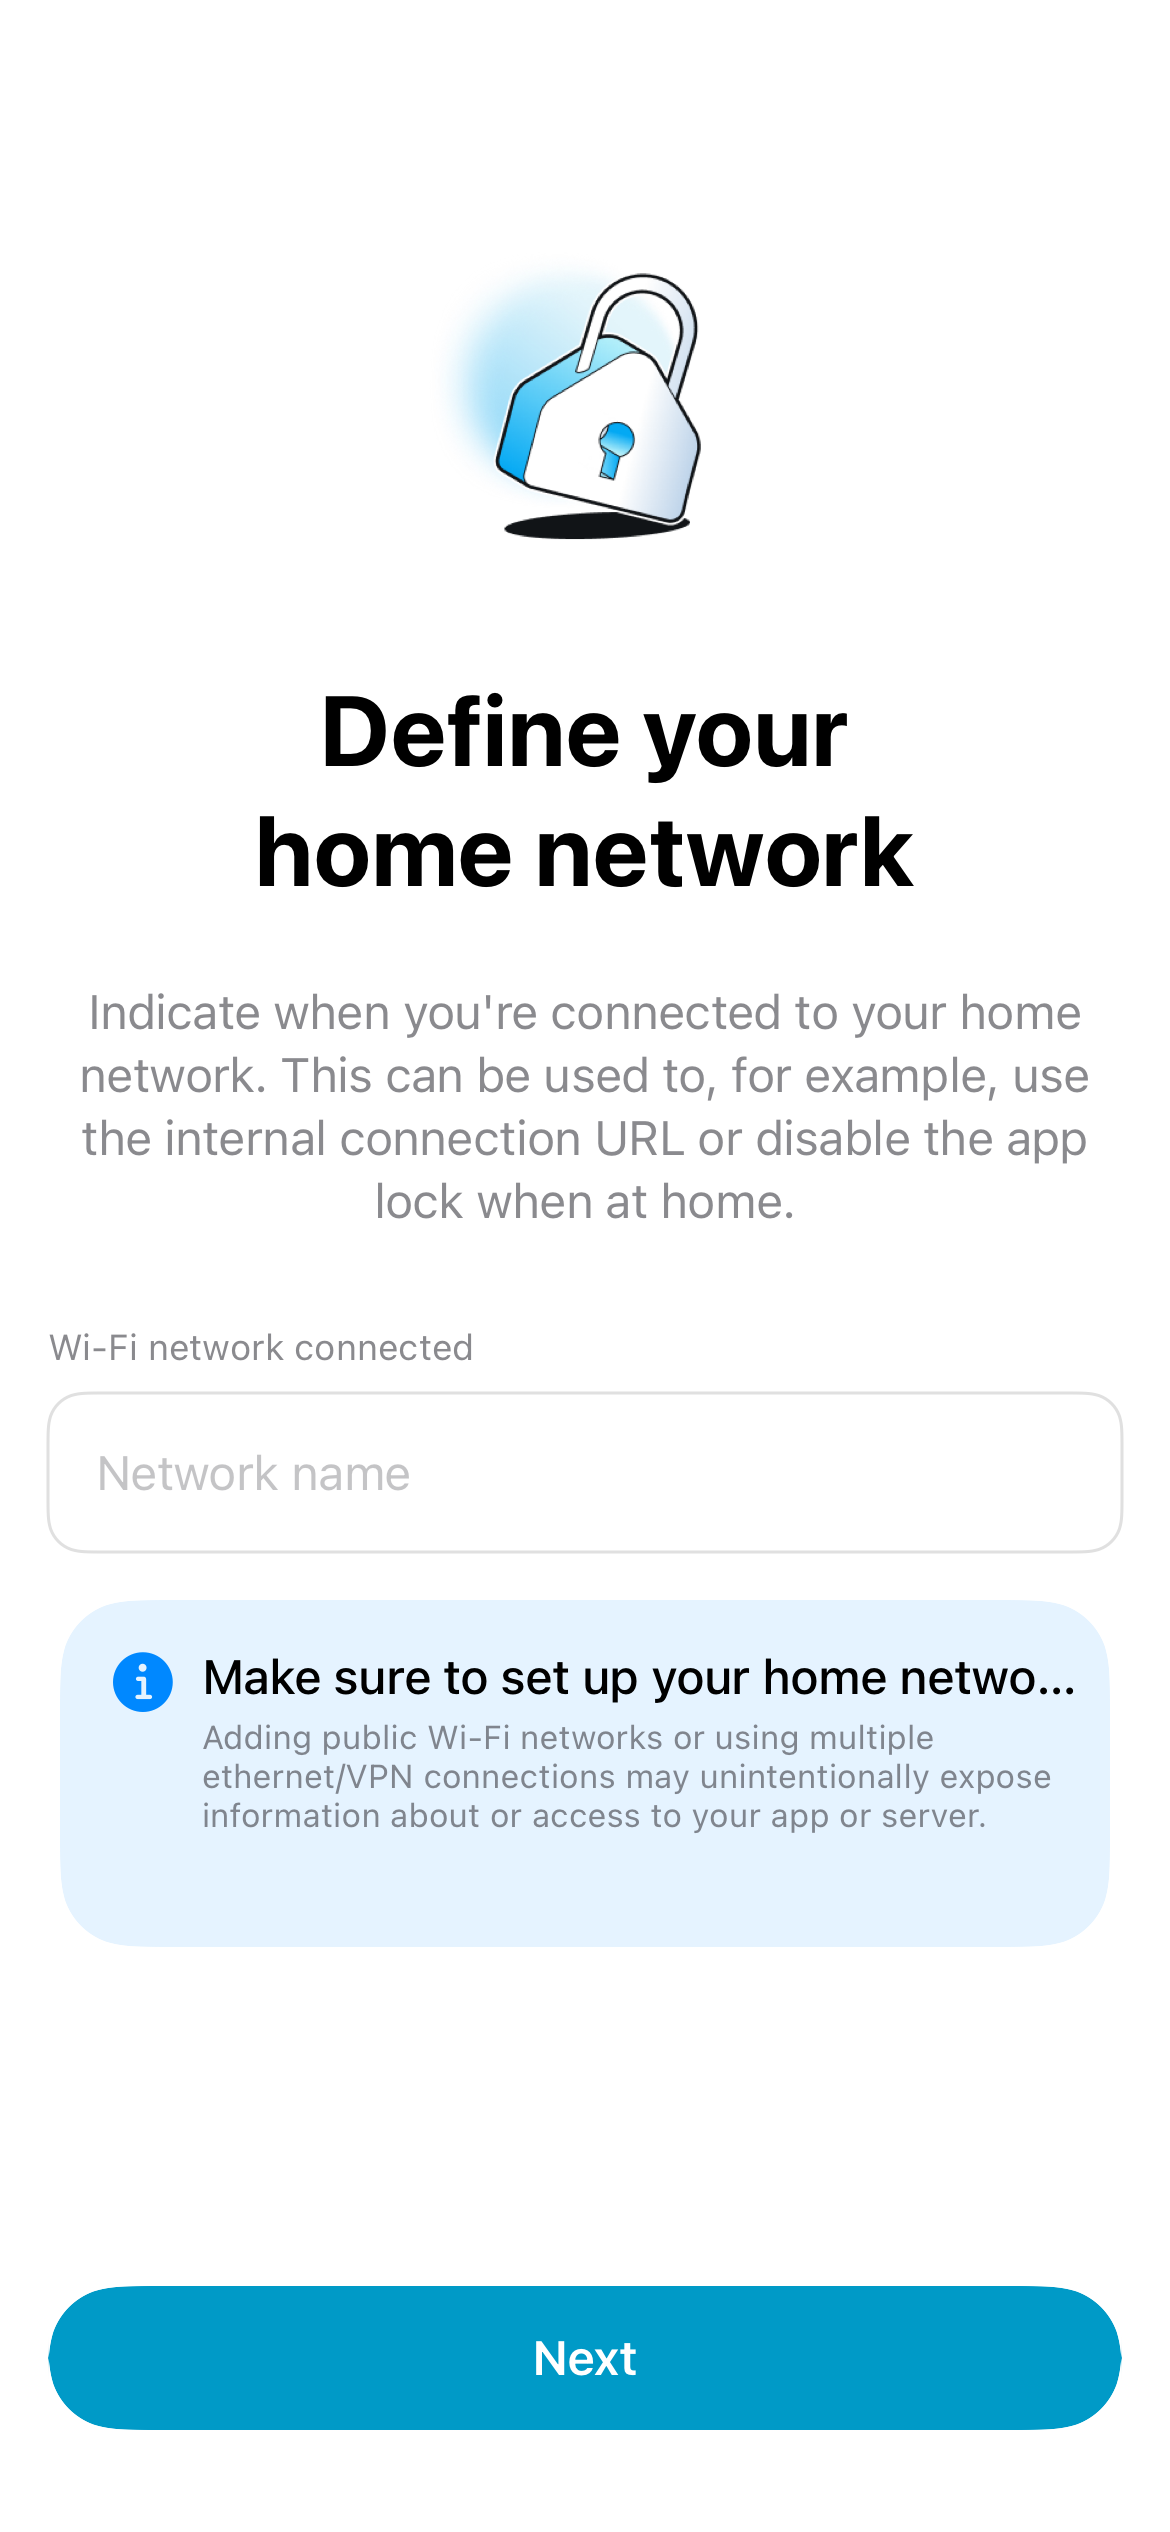 Define your
home network
Indicate when you're connected to your home
network. This can be used to, for example, use
the internal connection URL or disable the app
lock when at home.
Wi-Fi network connected
Network name
Make sure to set up your home netwo...
Adding public Wi-Fi networks or using multiple
ethernet/VPN connections may unintentionally expose
information about or access to your app or server.
Next